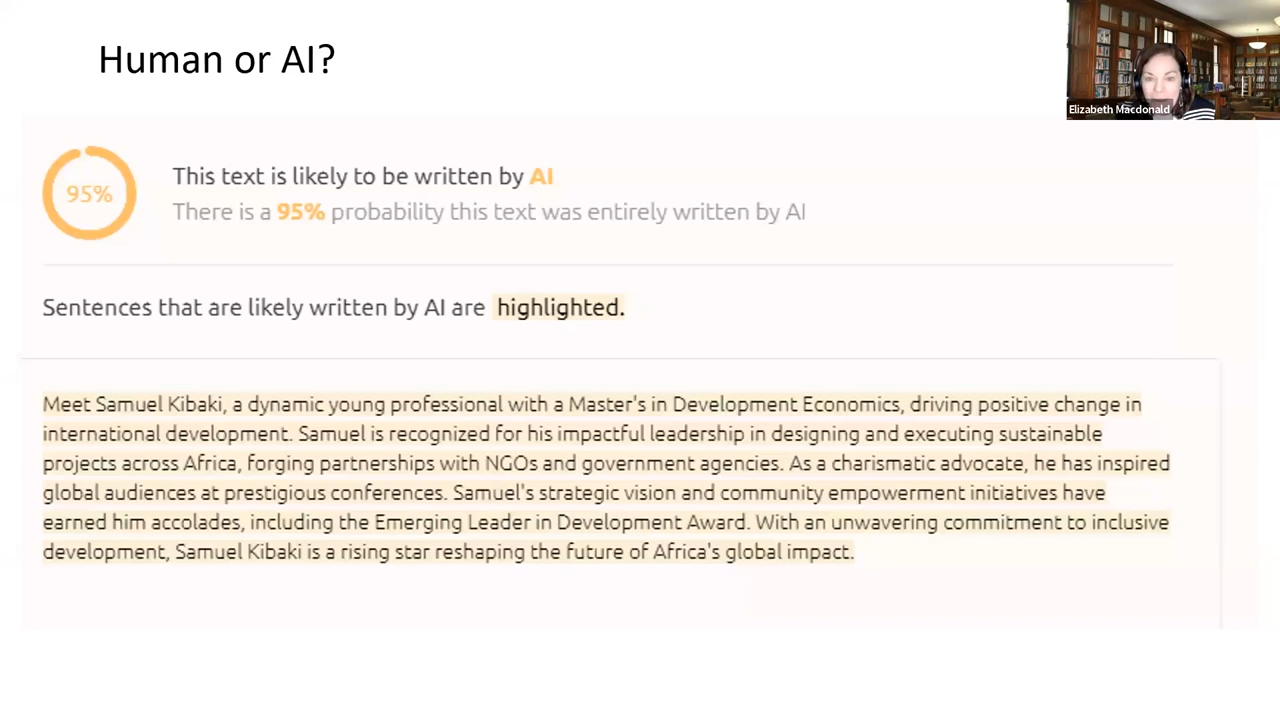 Human or AI?
Elizabeth Macdonald
95%
This text is likely to be written by AI
There is a 95% probability this text was entirely written by AI
Sentences that are likely written by AI are highlighted.
Meet Samuel Kibaki, a dynamic young professional with a Master's in Development Economics, driving positive change in
international development. Samuel is recognized for his impactful leadership in designing and executing sustainable
projects across Africa, forging partnerships with NGOs and government agencies. As a charismatic advocate, he has inspired
global audiences at prestigious conferences. Samuel's strategic vision and community empowerment initiatives have
earned him accolades, including the Emerging Leader in Development Award. With an unwavering commitment to inclusive
development, Samuel Kibaki is a rising star reshaping the future of Africa's global impact.